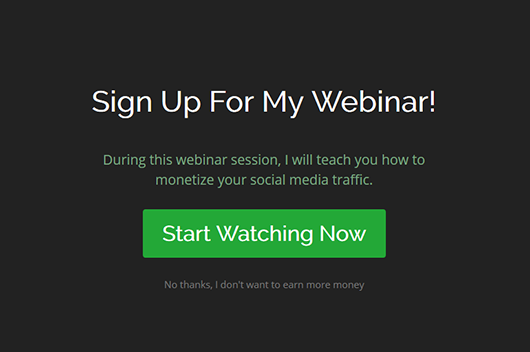 Sign Up For My Webinar!
During this webinar session, I will teach you how to
monetize your social media traffic.
Start Watching Now
No thanks, I don't want to earn more money